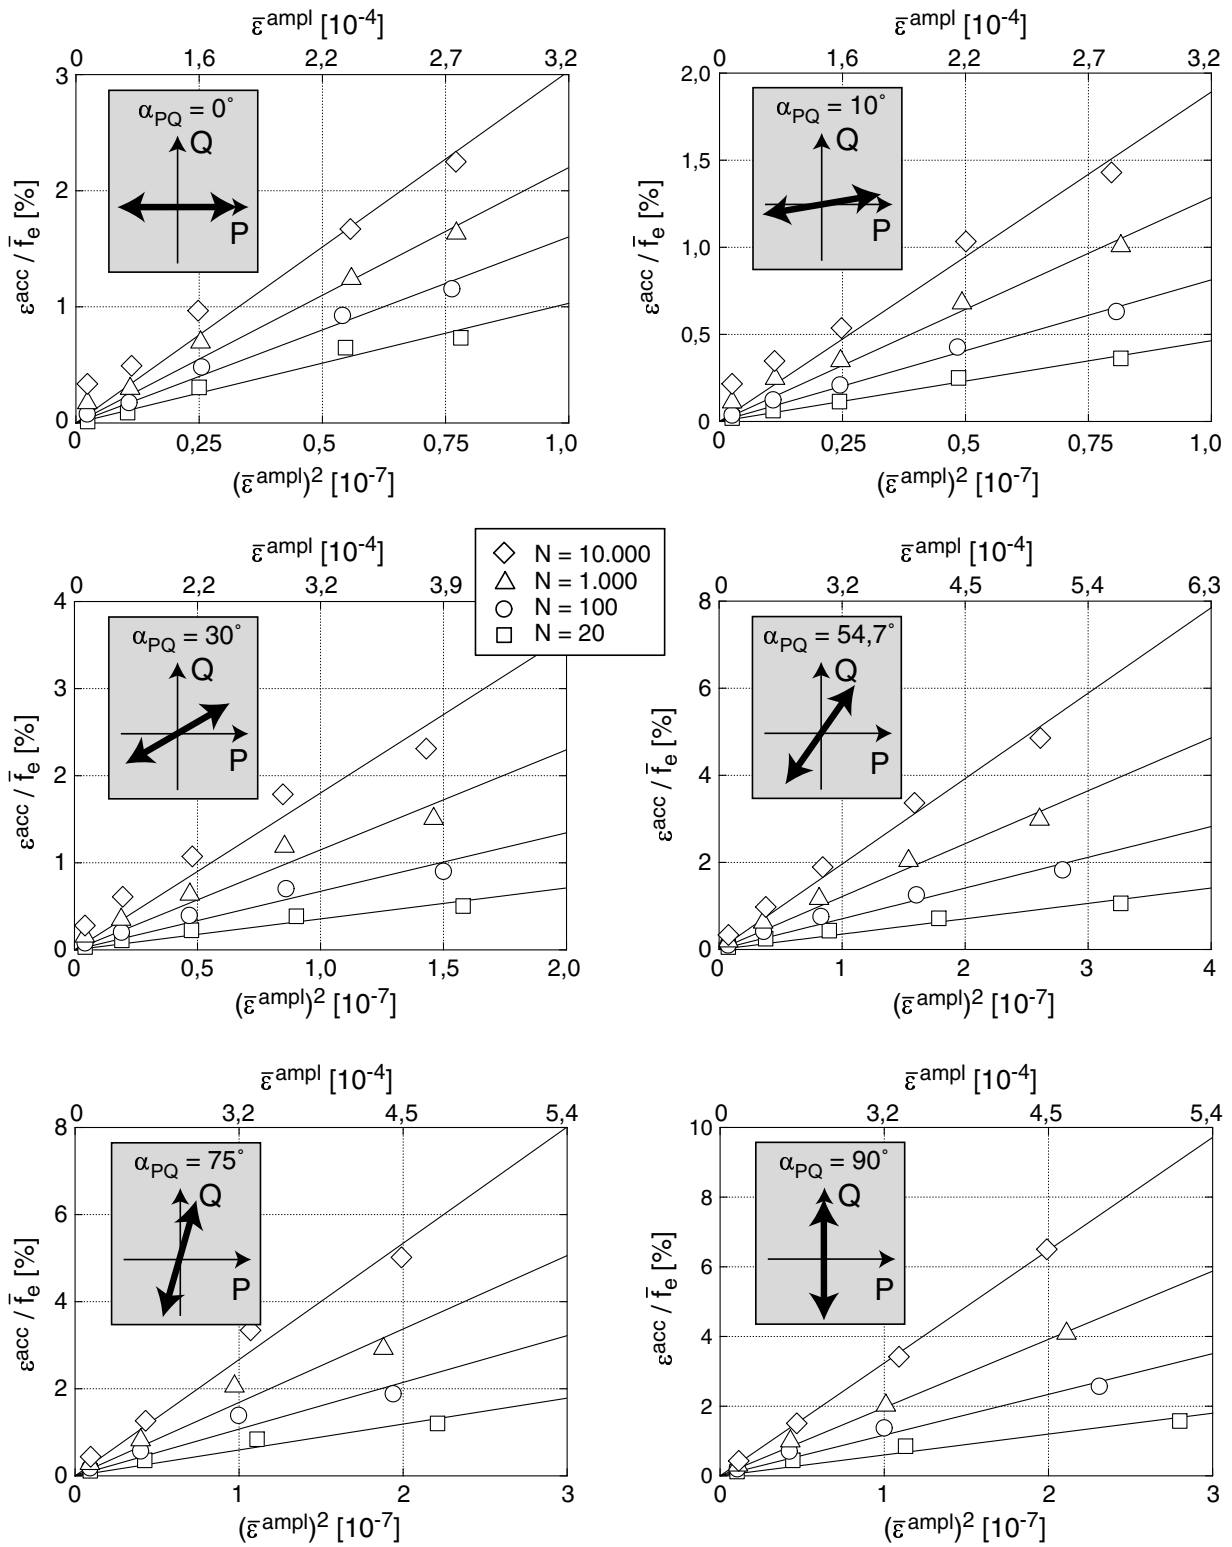 ε̄^ampl [10^-4]
0 1,6 2,2 2,7 3,2
3
2
1
0
ε^acc / f̄_e [%]
α_PQ = 0°
Q
P
0 0,25 0,5 0,75 1,0
(ε̄^ampl)^2 [10^-7]
ε̄^ampl [10^-4]
0 1,6 2,2 2,7 3,2
2,0
1,5
1,0
0,5
0
ε^acc / f̄_e [%]
α_PQ = 10°
Q
P
0 0,25 0,5 0,75 1,0
(ε̄^ampl)^2 [10^-7]
ε̄^ampl [10^-4]
0 2,2 3,2 3,9
4
3
2
1
0
ε^acc / f̄_e [%]
α_PQ = 30°
Q
P
0 0,5 1,0 1,5 2,0
(ε̄^ampl)^2 [10^-7]
N = 10.000
N = 1.000
N = 100
N = 20
ε̄^ampl [10^-4]
0 3,2 4,5 5,4 6,3
8
6
4
2
0
ε^acc / f̄_e [%]
α_PQ = 54,7°
Q
P
0 1 2 3 4
(ε̄^ampl)^2 [10^-7]
ε̄^ampl [10^-4]
0 3,2 4,5 5,4
8
6
4
2
0
ε^acc / f̄_e [%]
α_PQ = 75°
Q
P
0 1 2 3
(ε̄^ampl)^2 [10^-7]
ε̄^ampl [10^-4]
0 3,2 4,5 5,4
10
8
6
4
2
0
ε^acc / f̄_e [%]
α_PQ = 90°
Q
P
0 1 2 3
(ε̄^ampl)^2 [10^-7]